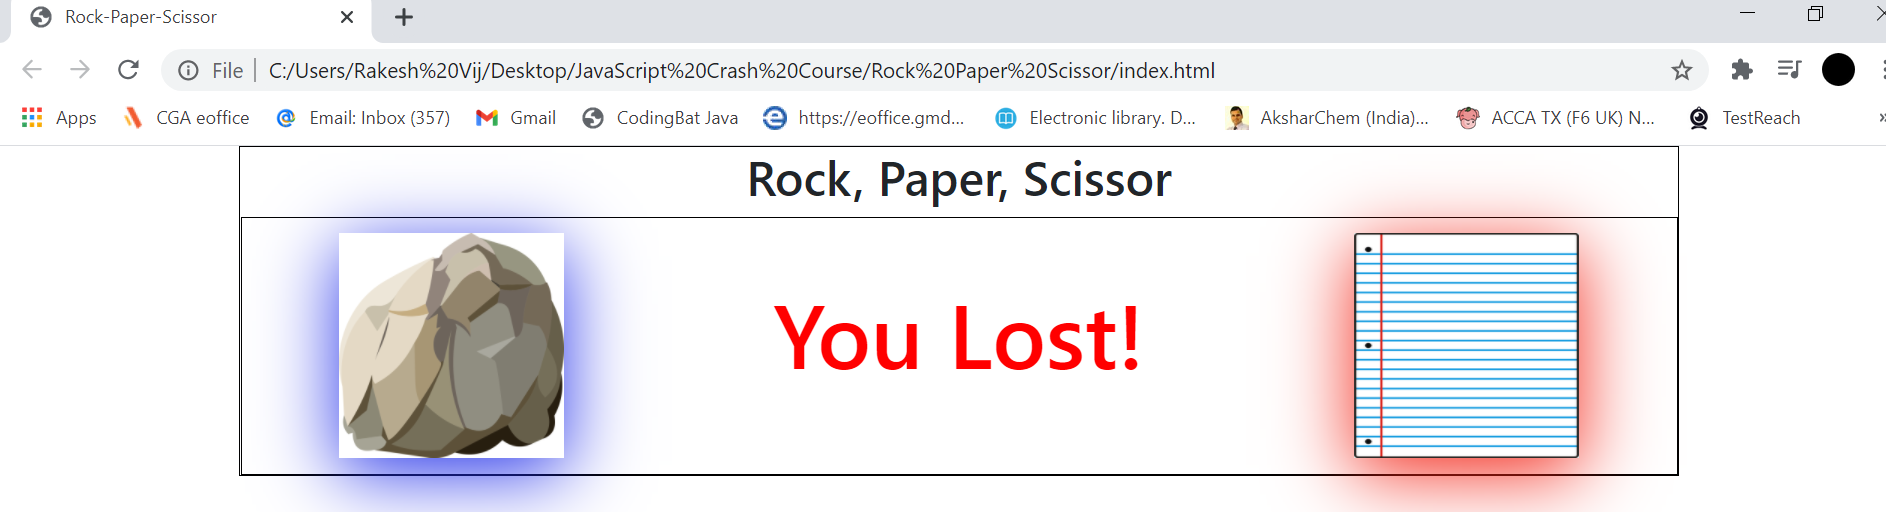 Rock-Paper-Scissor
File | C:/Users/Rakesh%20Vij/Desktop/JavaScript%20Crash%20Course/Rock%20Paper%20Scissor/index.html
Apps CGA eoffice Email: Inbox (357) Gmail CodingBat Java https://eoffice.gmd... Electronic library. D... AksharChem (India)... ACCA TX (F6 UK) N... TestReach »
Rock, Paper, Scissor
You Lost!